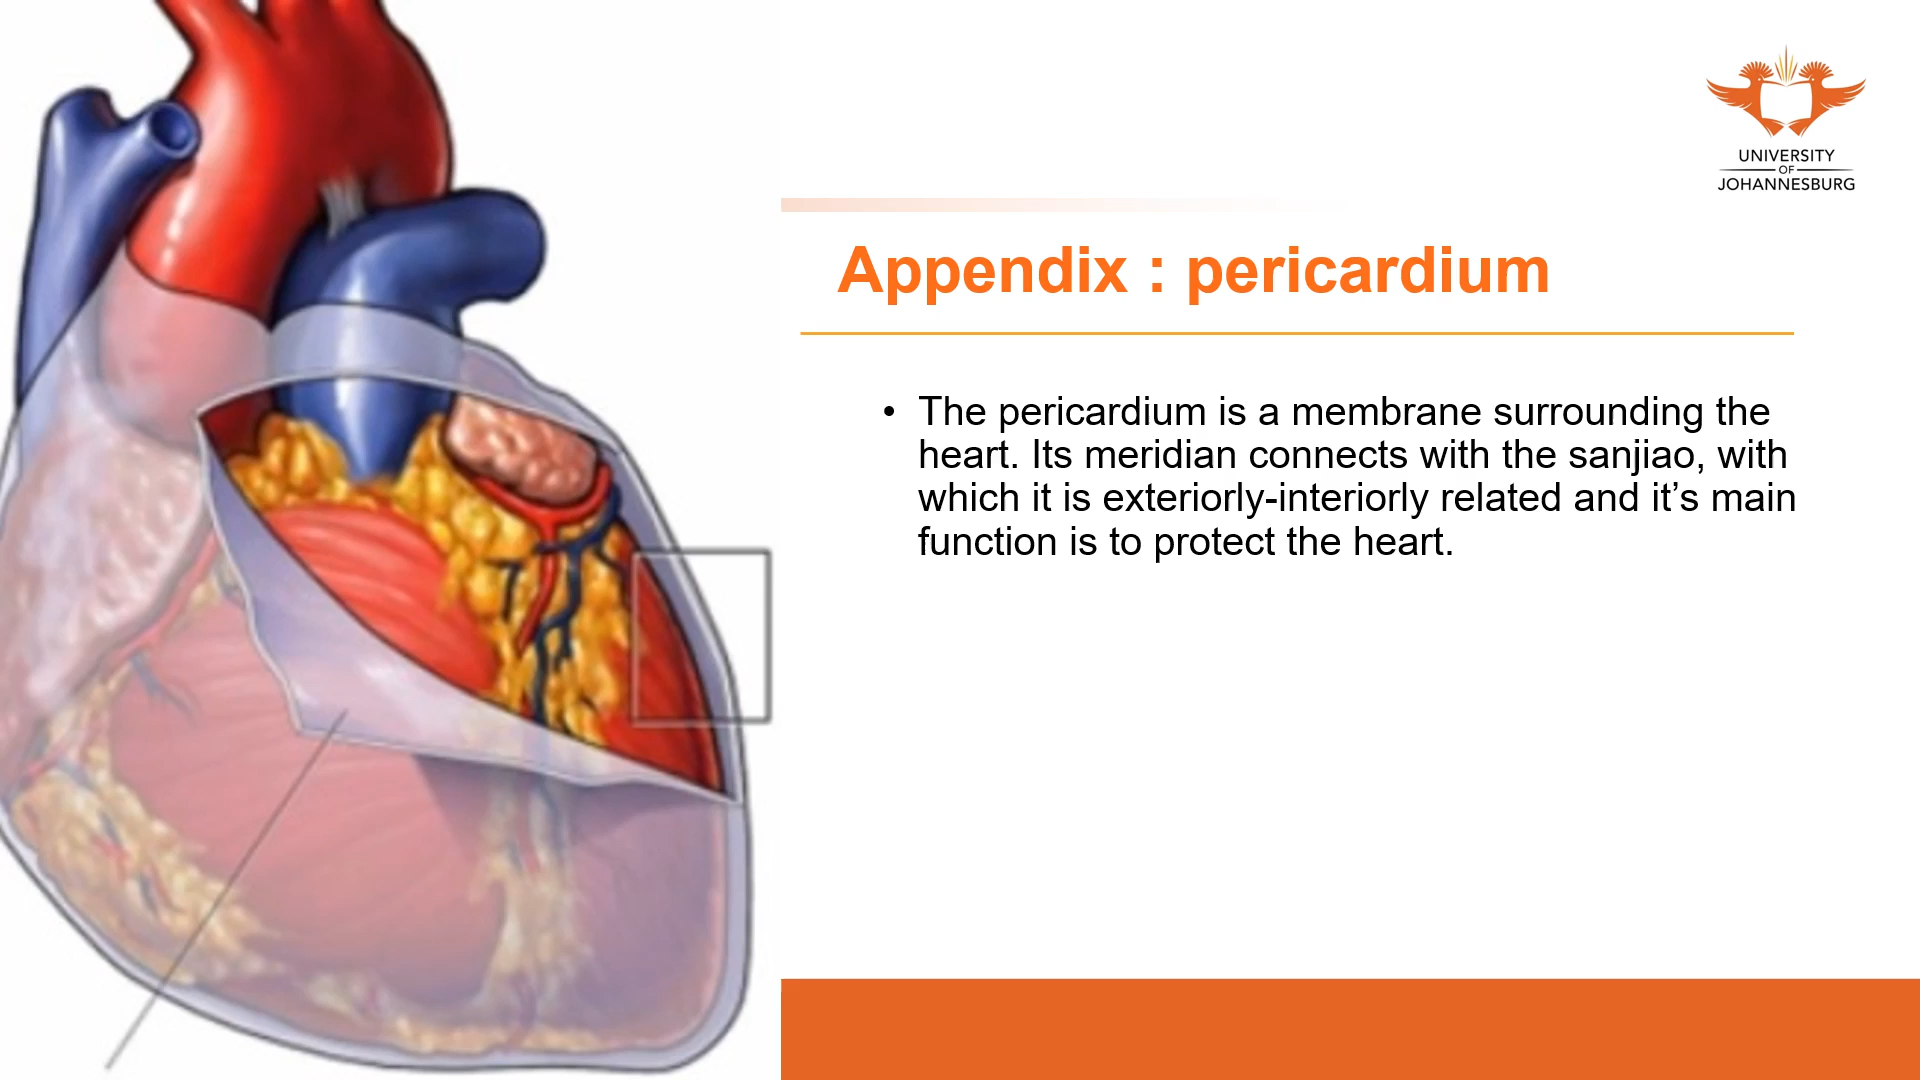 UNIVERSITY
OF
JOHANNESBURG
Appendix : pericardium
• The pericardium is a membrane surrounding the
heart. Its meridian connects with the sanjiao, with
which it is exteriorly-interiorly related and it’s main
function is to protect the heart.